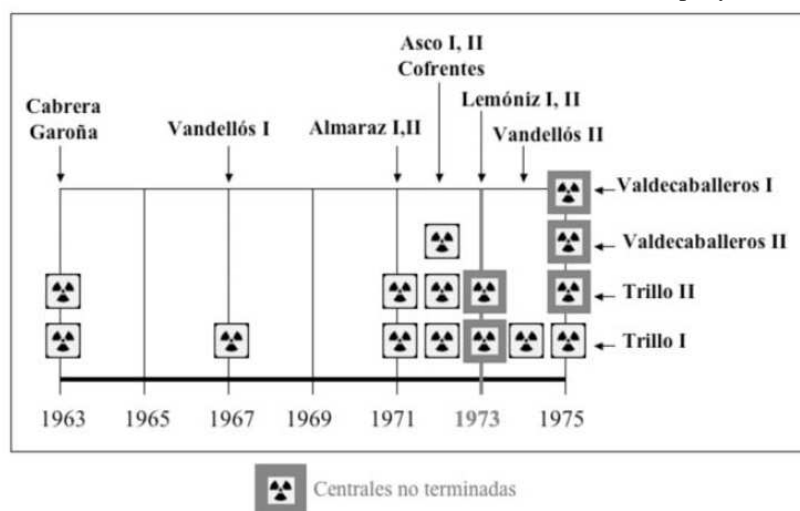 Asco I, II
Cofrentes
Cabrera
Garoña
Vandellós I
Almaraz I,II
Lemóniz I, II
Vandellós II
Valdecaballeros I
Valdecaballeros II
Trillo II
Trillo I
1963 1965 1967 1969 1971 1973 1975
Centrales no terminadas